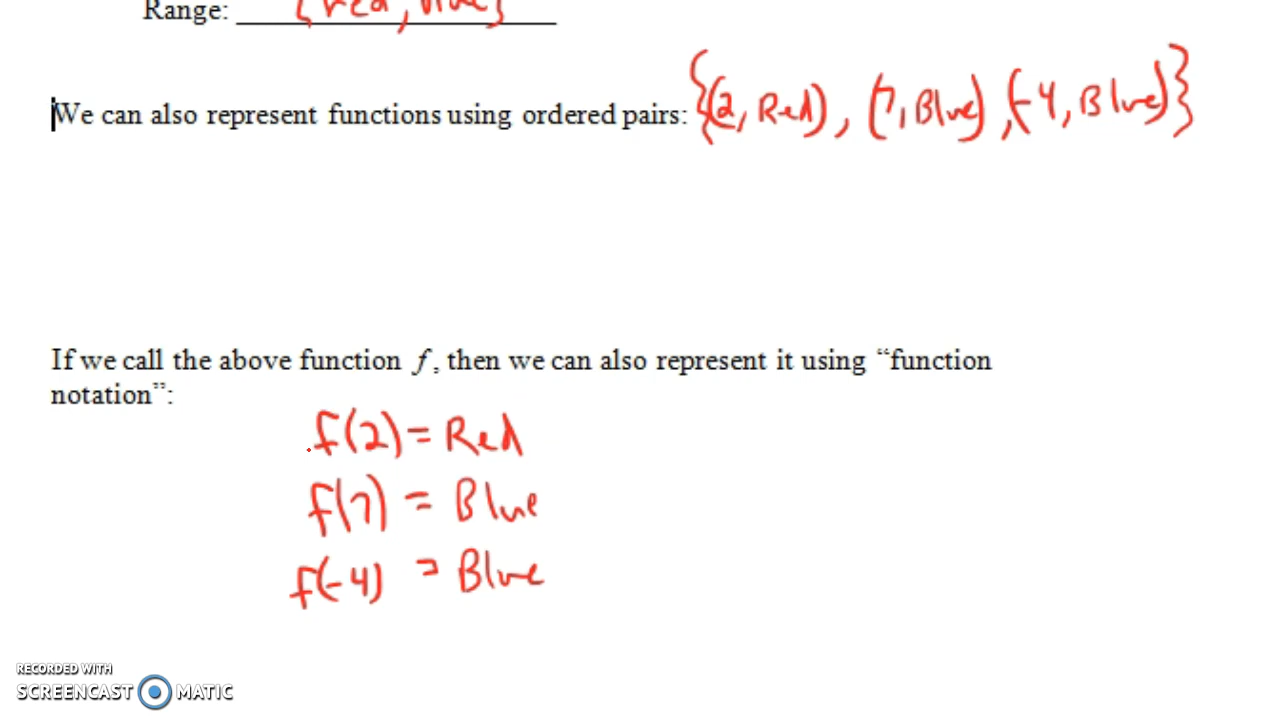 Range: {Red, Blue}
We can also represent functions using ordered pairs: {(2, Red), (7, Blue), (-4, Blue)}
If we call the above function f, then we can also represent it using “function
notation”:
f(2) = Red
f(7) = Blue
f(-4) = Blue
RECORDED WITH
SCREENCAST MATIC